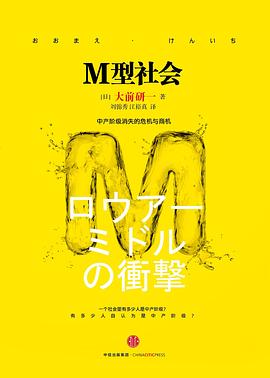 おおまえ・けんいち
M型社会
[日] 大前研一 著
刘锦秀 江裕真 译
中产阶级消失的危机与商机
M
ロウアー
ミドル
の衝撃
一个社会里有多少人是中产阶级?
有多少人自认为是中产阶级?
中信出版集团·CHINACITICPRESS